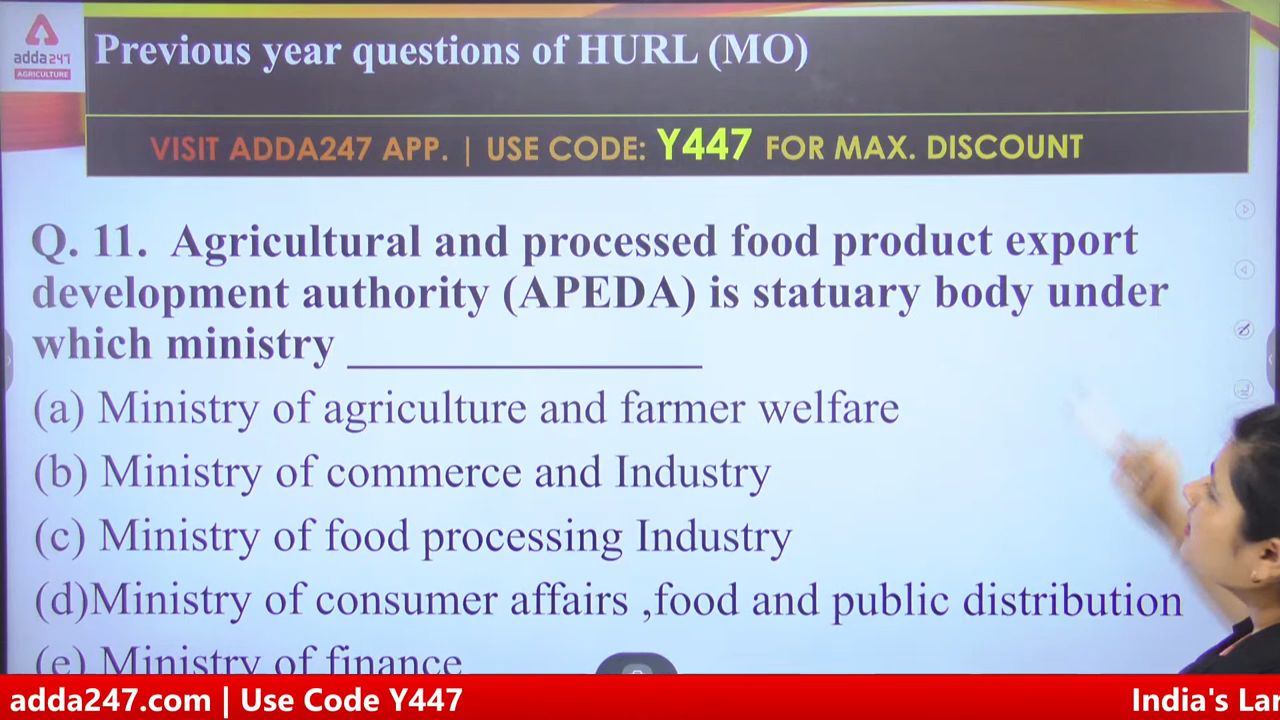 adda247
AGRICULTURE
Previous year questions of HURL (MO)
VISIT ADDA247 APP. | USE CODE: Y447 FOR MAX. DISCOUNT
Q. 11. Agricultural and processed food product export
development authority (APEDA) is statuary body under
which ministry ____________________
(a) Ministry of agriculture and farmer welfare
(b) Ministry of commerce and Industry
(c) Ministry of food processing Industry
(d)Ministry of consumer affairs ,food and public distribution
(e) Ministry of finance
adda247.com | Use Code Y447
India's Lar